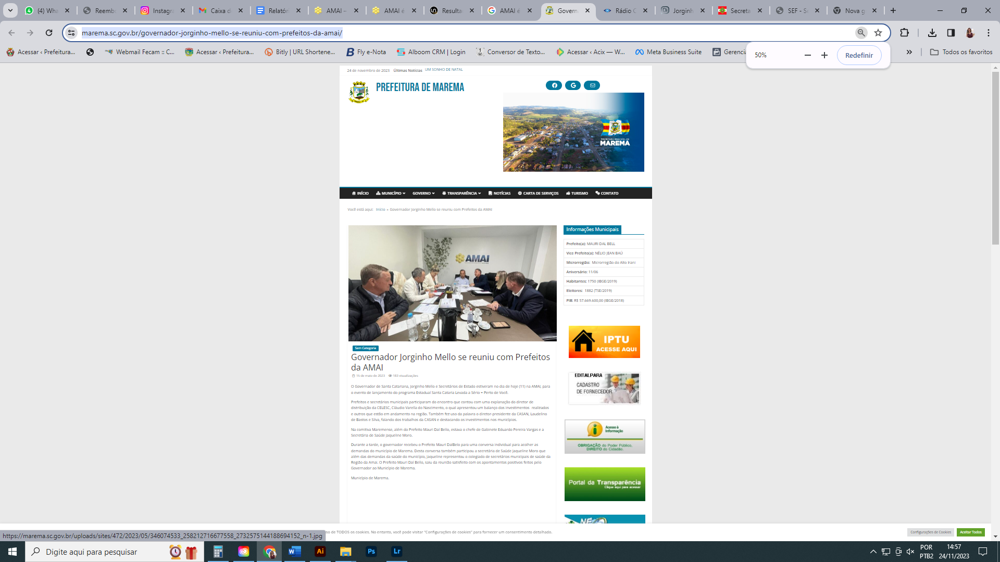 (4) Wha
Reemb
Instagra
Caixa d
Relatóri
AMAI –
AMAI é
Resulta
AMAI é
Govern
Rádio C
Jorginh
Secreta
SEF - S
Nova g
marema.sc.gov.br/governador-jorginho-mello-se-reuniu-com-prefeitos-da-amai/
Acessar ‹ Prefeitura...
Webmail Fecam :: C...
Acessar ‹ Prefeitura...
Bitly | URL Shortene...
Fly e-Nota
Alboom CRM | Login
Conversor de Texto...
Acessar ‹ Acix — W...
Meta Business Suite
Gerencia
Todos os favoritos
50%
Redefinir
24 de novembro de 2023
Últimas Notícias
UM SONHO DE NATAL
PREFEITURA DE MAREMA
PREFEITURA MUNICIPAL DE
MAREMA
INÍCIO
MUNICÍPIO
GOVERNO
TRANSPARÊNCIA
NOTÍCIAS
CARTA DE SERVIÇOS
TURISMO
CONTATO
Você está aqui: Início » Governador Jorginho Mello se reuniu com Prefeitos da AMAI
AMAI
Sem Categoria
Governador Jorginho Mello se reuniu com Prefeitos
da AMAI
15 de maio de 2023
183 visualizações
O Governador de Santa Catariana, Jorginho Mello e Secretários de Estado estiveram no dia de hoje (11) na AMAI, para
o evento de lançamento do programa Estadual Santa Cataria Levada a Sério + Perto de Você.
Prefeitos e secretários municipais participaram do encontro que contou com uma explanação do diretor de
distribuição da CELESC, Cláudio Varella do Nascimento, o qual apresentou um balanço dos investimentos realizados
e outros que estão em andamento na região. Também fez uso da palavra o diretor-presidente da CASAN, Laudelino
de Bastos e Silva, falando dos trabalhos da CASAN e destacando os investimentos nos municípios.
Na comitiva Maremense, além do Prefeito Mauri Dal Bello, estava o chefe de Gabinete Eduardo Pereira Vargas e a
Secretária de Saúde Jaqueline Moro.
Durante a tarde, o governador recebeu o Prefeito Mauri DalBelo para uma conversa individual para acolher as
demandas do município de Marema. Desta conversa também participou a secretária de Saúde Jaqueline Moro que
além das demandas da saúde do município, Jaqueline representou o colegiado de secretários municipais de saúde da
Região da Amai. O Prefeito Mauri Dal Bello, saiu da reunião satisfeito com os apontamentos positivos feitos pelo
Governador ao Município de Marema.
Município de Marema.
Informações Municipais
Prefeito(a): MAURI DAL BELL
Vice Prefeito(a): NÉLIO JEAN BAÚ
Microrregião: Microrregião do Alto Irani
Aniversário: 11/06
Habitantes: 1750 (IBGE/2019)
Eleitores: 1882 (TSE/2019)
PIB: R$ 57.669.600,00 (IBGE/2018)
IPTU
ACESSE AQUI
EDITALPARA
CADASTRO
DE FORNECEDOR
Acesso à
Informação
OBRIGAÇÃO do Poder Público,
DIREITO do Cidadão.
Portal da Transparência
Clique aqui para acessar
so de TODOS os cookies. No entanto, você pode visitar "Configurações de cookies" para fornecer um consentimento detalhado.
Configurações de Cookies
Aceitar Todos
https://marema.sc.gov.br/uploads/sites/472/2023/05/346074533_258212716677558_2732575144188694152_n-1.jpg
Digite aqui para pesquisar
Ai
Ps
Lr
POR
PTB2
14:57
24/11/2023